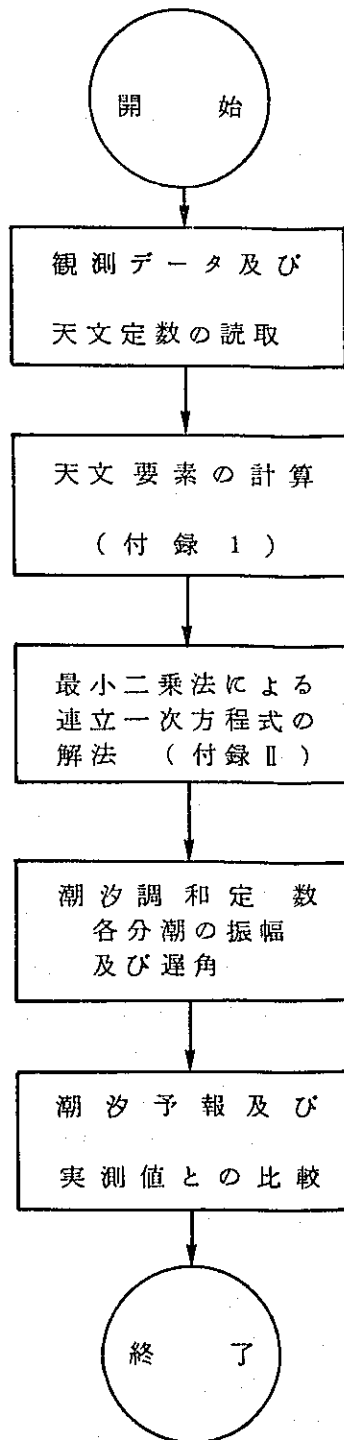 開 始
観測データ及び
天文定数の読取
天文要素の計算
(付録1)
最小二乗法による
連立一次方程式の
解法 (付録Ⅱ)
潮汐調和定数
各分潮の振幅
及び遅角
潮汐予報及び
実測値との比較
終 了